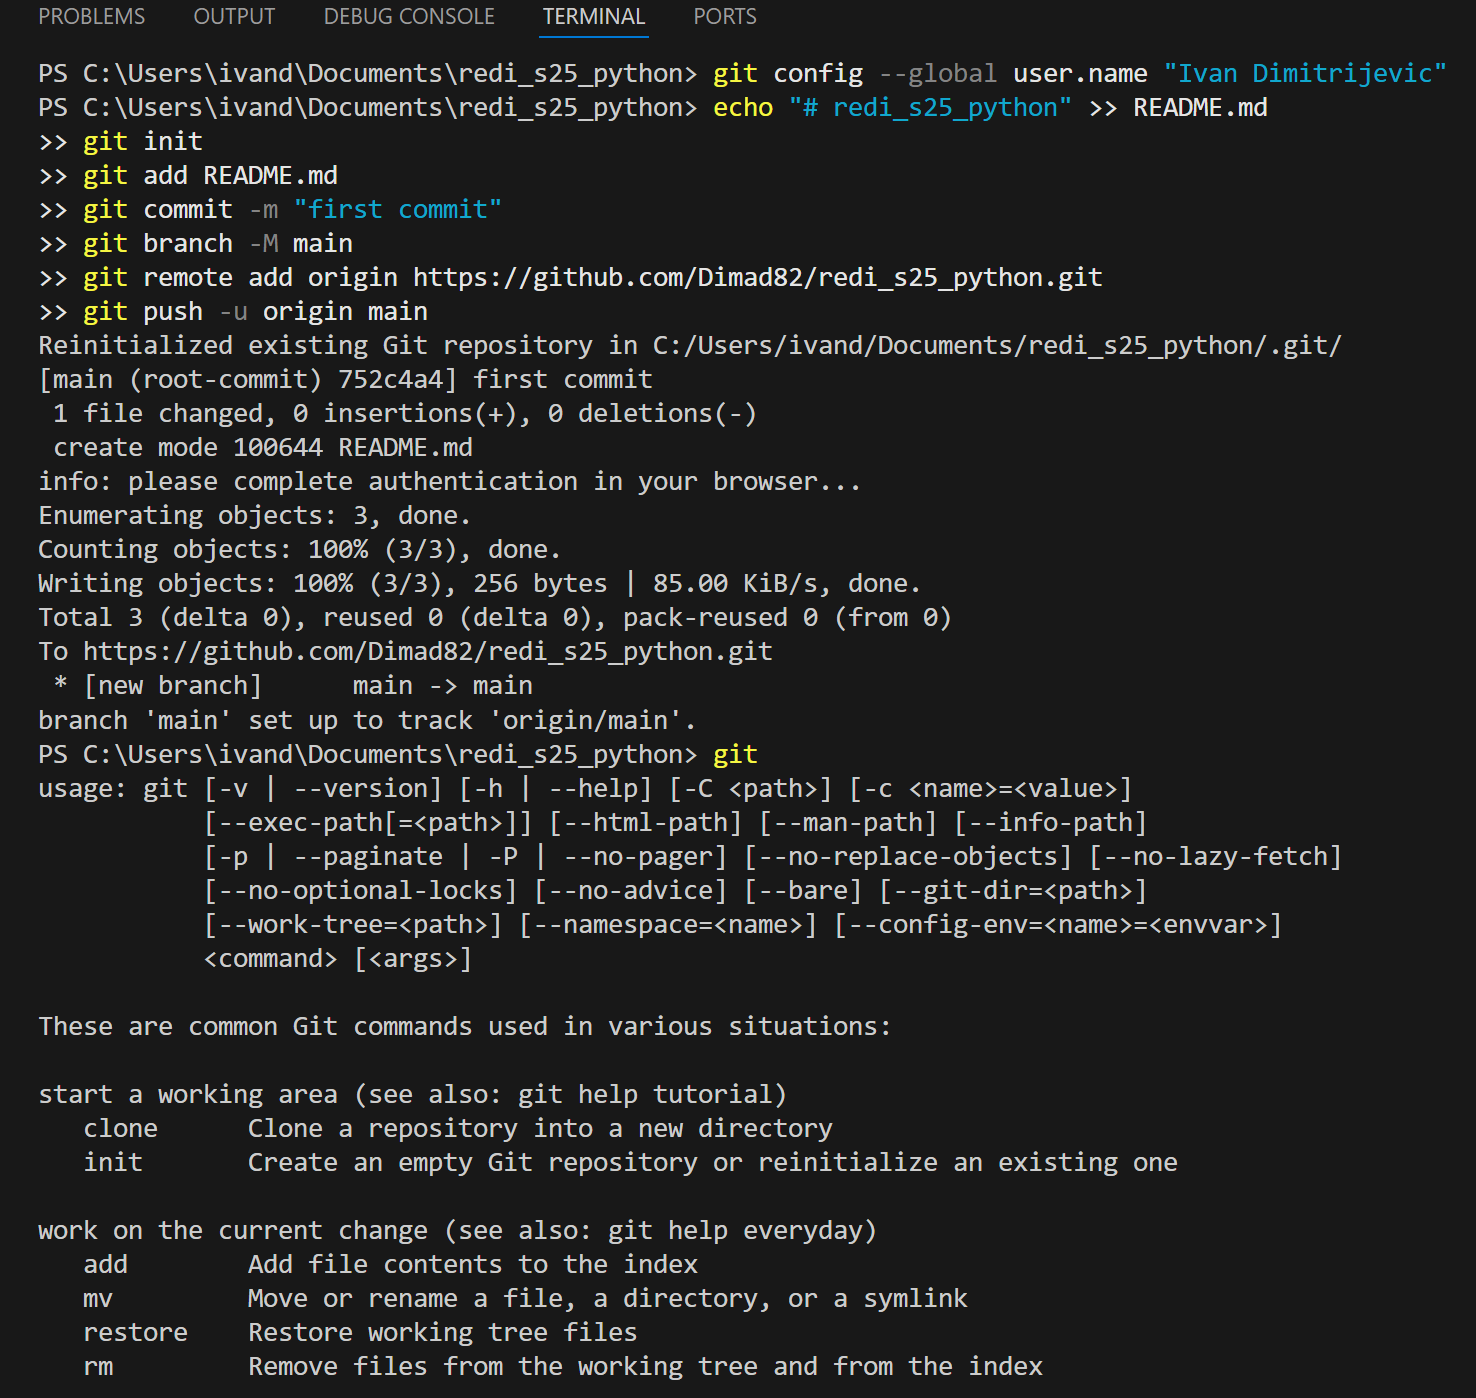 PROBLEMS OUTPUT DEBUG CONSOLE TERMINAL PORTS
PS C:\Users\ivand\Documents\redi_s25_python> git config --global user.name "Ivan Dimitrijevic"
PS C:\Users\ivand\Documents\redi_s25_python> echo "# redi_s25_python" >> README.md
>> git init
>> git add README.md
>> git commit -m "first commit"
>> git branch -M main
>> git remote add origin https://github.com/Dimad82/redi_s25_python.git
>> git push -u origin main
Reinitialized existing Git repository in C:/Users/ivand/Documents/redi_s25_python/.git/
[main (root-commit) 752c4a4] first commit
 1 file changed, 0 insertions(+), 0 deletions(-)
 create mode 100644 README.md
info: please complete authentication in your browser...
Enumerating objects: 3, done.
Counting objects: 100% (3/3), done.
Writing objects: 100% (3/3), 256 bytes | 85.00 KiB/s, done.
Total 3 (delta 0), reused 0 (delta 0), pack-reused 0 (from 0)
To https://github.com/Dimad82/redi_s25_python.git
 * [new branch]      main -> main
branch 'main' set up to track 'origin/main'.
PS C:\Users\ivand\Documents\redi_s25_python> git
usage: git [-v | --version] [-h | --help] [-C <path>] [-c <name>=<value>]
           [--exec-path[=<path>]] [--html-path] [--man-path] [--info-path]
           [-p | --paginate | -P | --no-pager] [--no-replace-objects] [--no-lazy-fetch]
           [--no-optional-locks] [--no-advice] [--bare] [--git-dir=<path>]
           [--work-tree=<path>] [--namespace=<name>] [--config-env=<name>=<envvar>]
           <command> [<args>]

These are common Git commands used in various situations:

start a working area (see also: git help tutorial)
   clone      Clone a repository into a new directory
   init       Create an empty Git repository or reinitialize an existing one

work on the current change (see also: git help everyday)
   add        Add file contents to the index
   mv         Move or rename a file, a directory, or a symlink
   restore    Restore working tree files
   rm         Remove files from the working tree and from the index